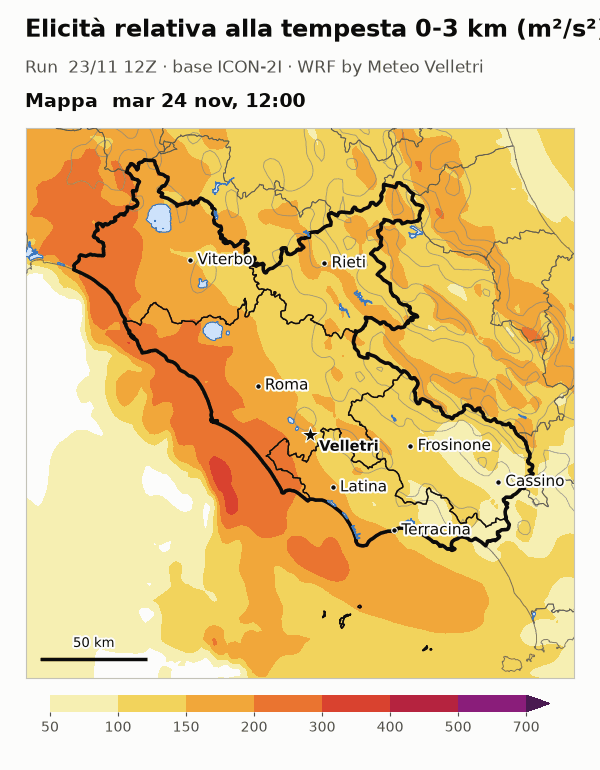 Elicità relativa alla tempesta 0-3 km (m²/s²)
Run  23/11 12Z · base ICON-2I · WRF by Meteo Velletri
Mappa  mar 24 nov, 12:00
Viterbo
Rieti
Roma
Velletri
Frosinone
Latina
Cassino
Terracina
50 km
50 100 150 200 300 400 500 700